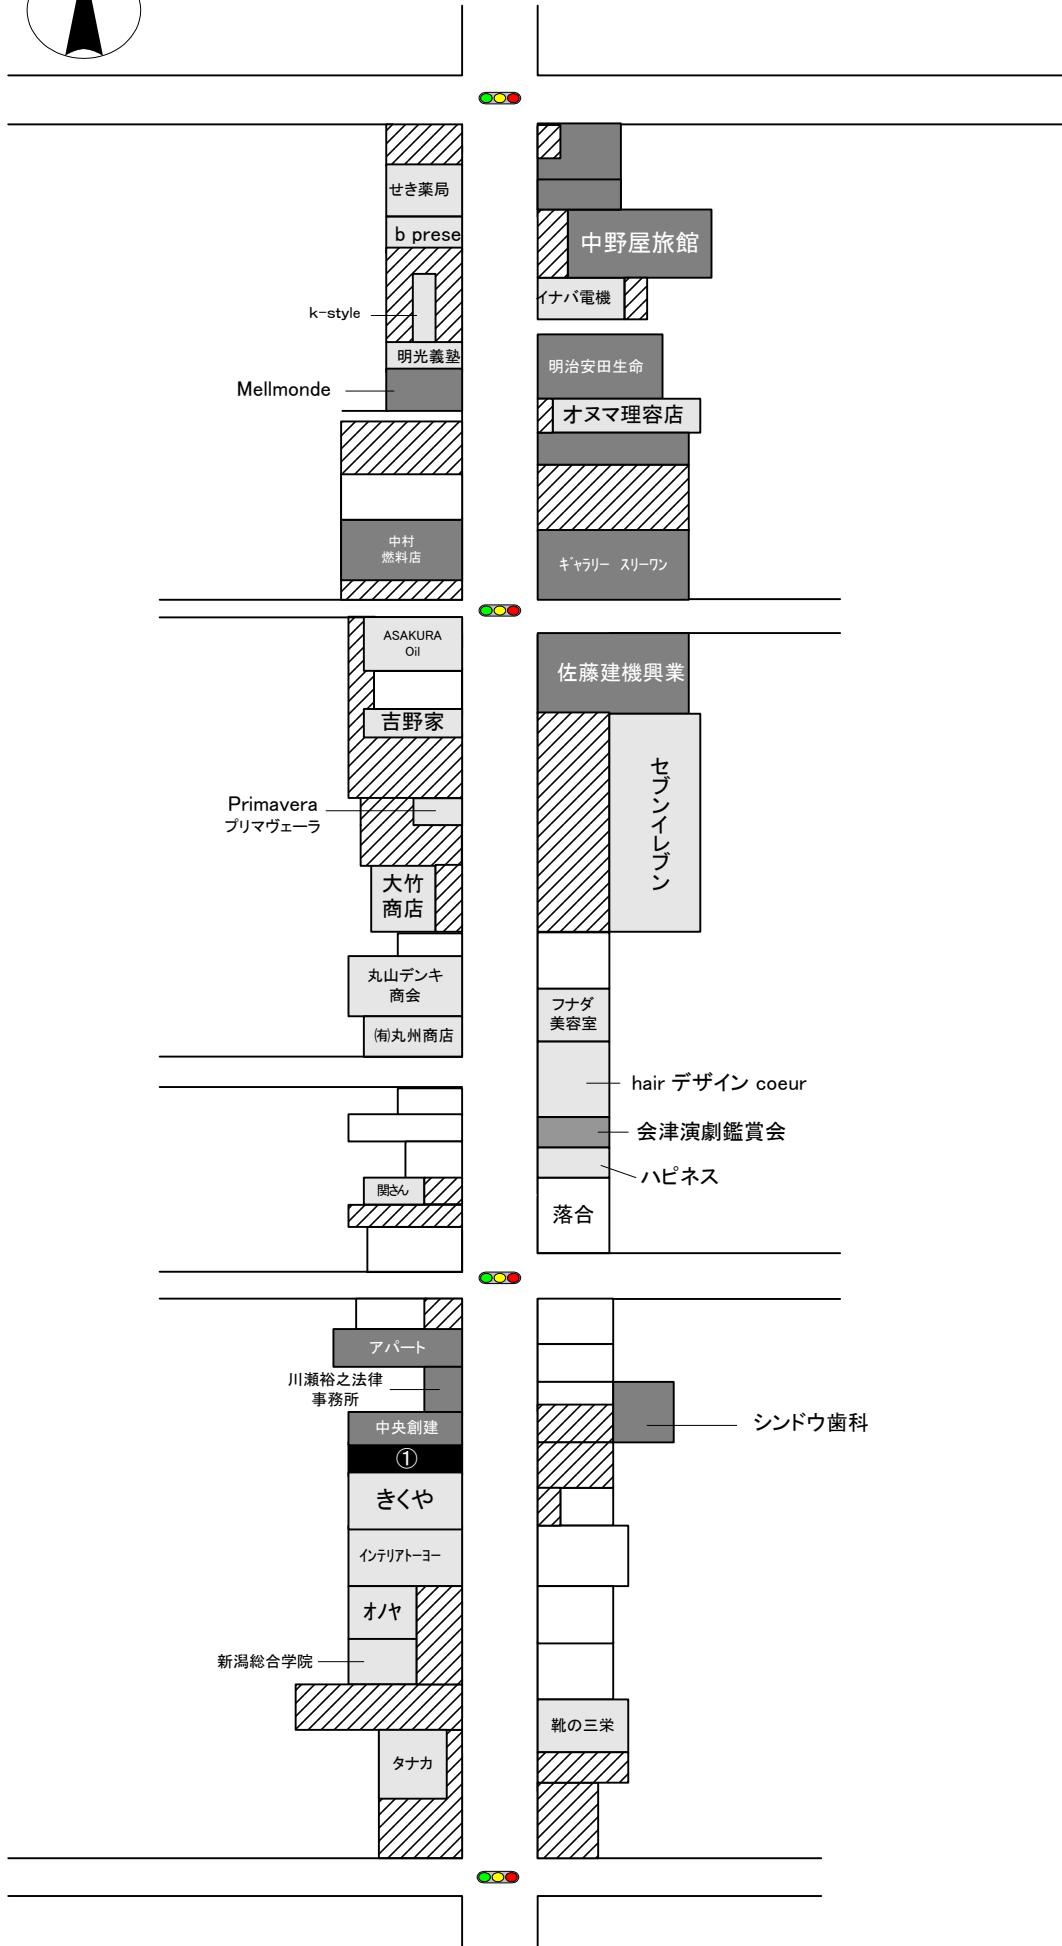 せき薬局
b prese
k-style
明光義塾
Mellmonde
中村
燃料店
中野屋旅館
イナバ電機
明治安田生命
オヌマ理容店
ギャラリー スリーワン
ASAKURA
Oil
吉野家
Primavera
プリマヴェーラ
大竹
商店
丸山デンキ
商会
㈲丸州商店
関さん
佐藤建機興業
セブンイレブン
フナダ
美容室
hair デザイン coeur
会津演劇鑑賞会
ハピネス
落合
アパート
川瀬裕之法律
事務所
中央創建
①
きくや
インテリアトーヨー
オノヤ
新潟総合学院
タナカ
シンドウ歯科
靴の三栄